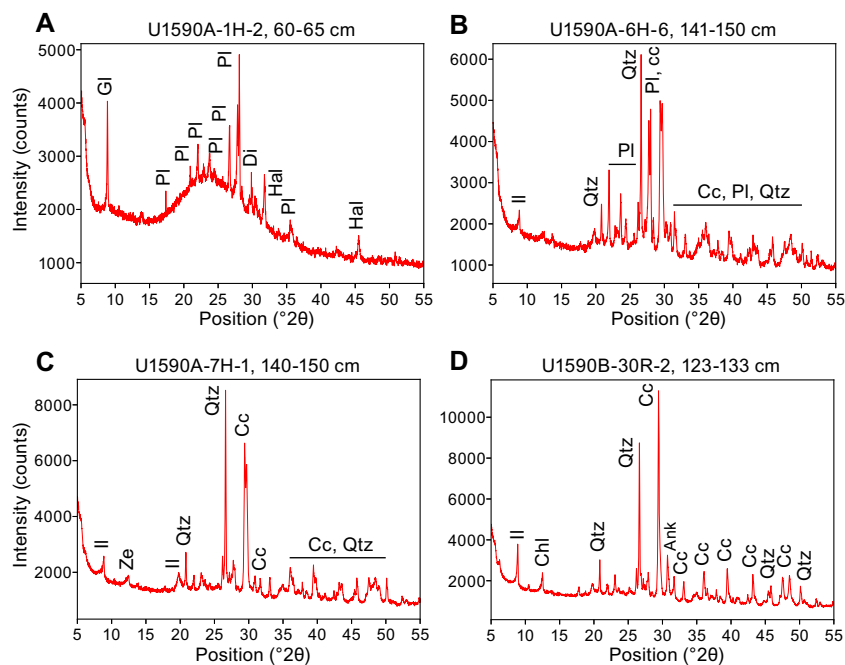 A
U1590A-1H-2, 60-65 cm
Intensity (counts)
5000
4000
3000
2000
1000
Gl
Pl
Pl
Pl
Pl
Pl
Pl
Di
Hal
Pl
Hal
5 10 15 20 25 30 35 40 45 50 55
Position (°2θ)
B
U1590A-6H-6, 141-150 cm
6000
5000
4000
3000
2000
1000
Il
Qtz
Pl
Qtz
Pl, cc
Cc, Pl, Qtz
5 10 15 20 25 30 35 40 45 50 55
Position (°2θ)
C
U1590A-7H-1, 140-150 cm
Intensity (counts)
8000
6000
4000
2000
Il
Ze
Il
Qtz
Qtz
Cc
Cc
Cc, Qtz
5 10 15 20 25 30 35 40 45 50 55
Position (°2θ)
D
U1590B-30R-2, 123-133 cm
10000
8000
6000
4000
2000
Il
Chl
Qtz
Qtz
Cc
Ank
Cc
Cc
Cc
Cc
Qtz
Cc
Qtz
5 10 15 20 25 30 35 40 45 50 55
Position (°2θ)